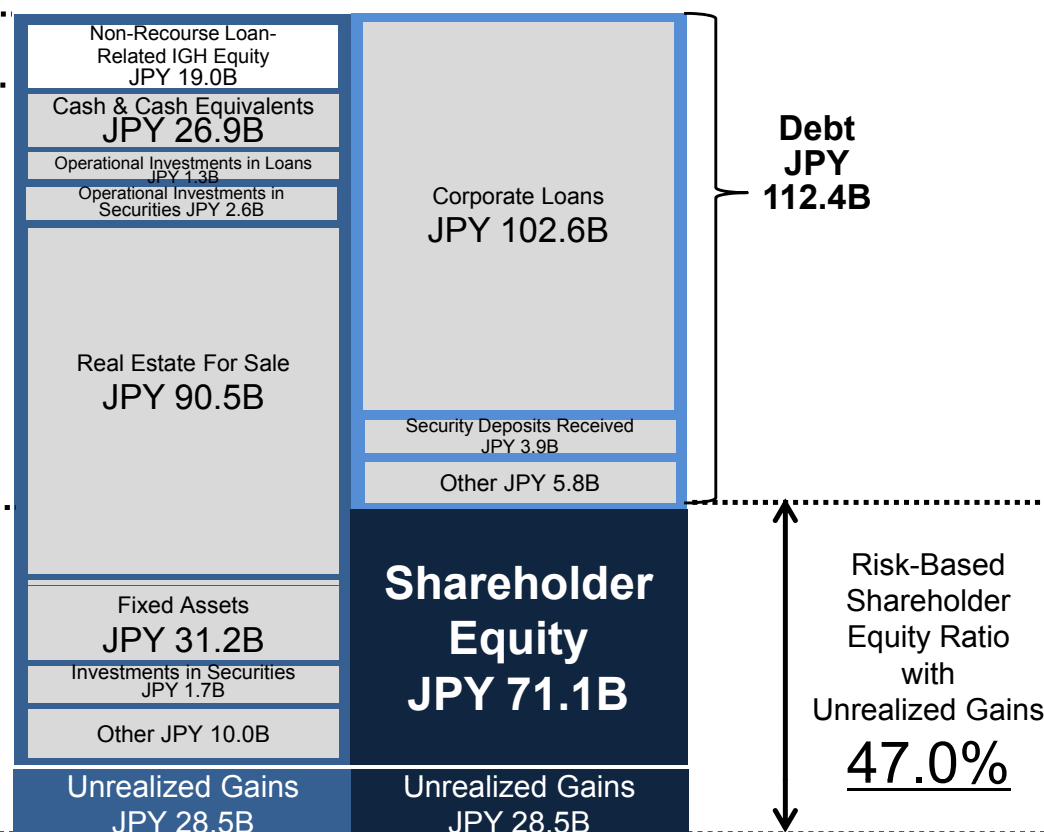 Non-Recourse Loan-
Related IGH Equity
JPY 19.0B
Cash & Cash Equivalents
JPY 26.9B
Operational Investments in Loans
JPY 1.3B
Operational Investments in
Securities JPY 2.6B
Real Estate For Sale
JPY 90.5B
Fixed Assets
JPY 31.2B
Investments in Securities
JPY 1.7B
Other JPY 10.0B
Unrealized Gains
JPY 28.5B
Corporate Loans
JPY 102.6B
Security Deposits Received
JPY 3.9B
Other JPY 5.8B
Shareholder
Equity
JPY 71.1B
Unrealized Gains
JPY 28.5B
Debt
JPY
112.4B
Risk-Based
Shareholder
Equity Ratio
with
Unrealized Gains
47.0%